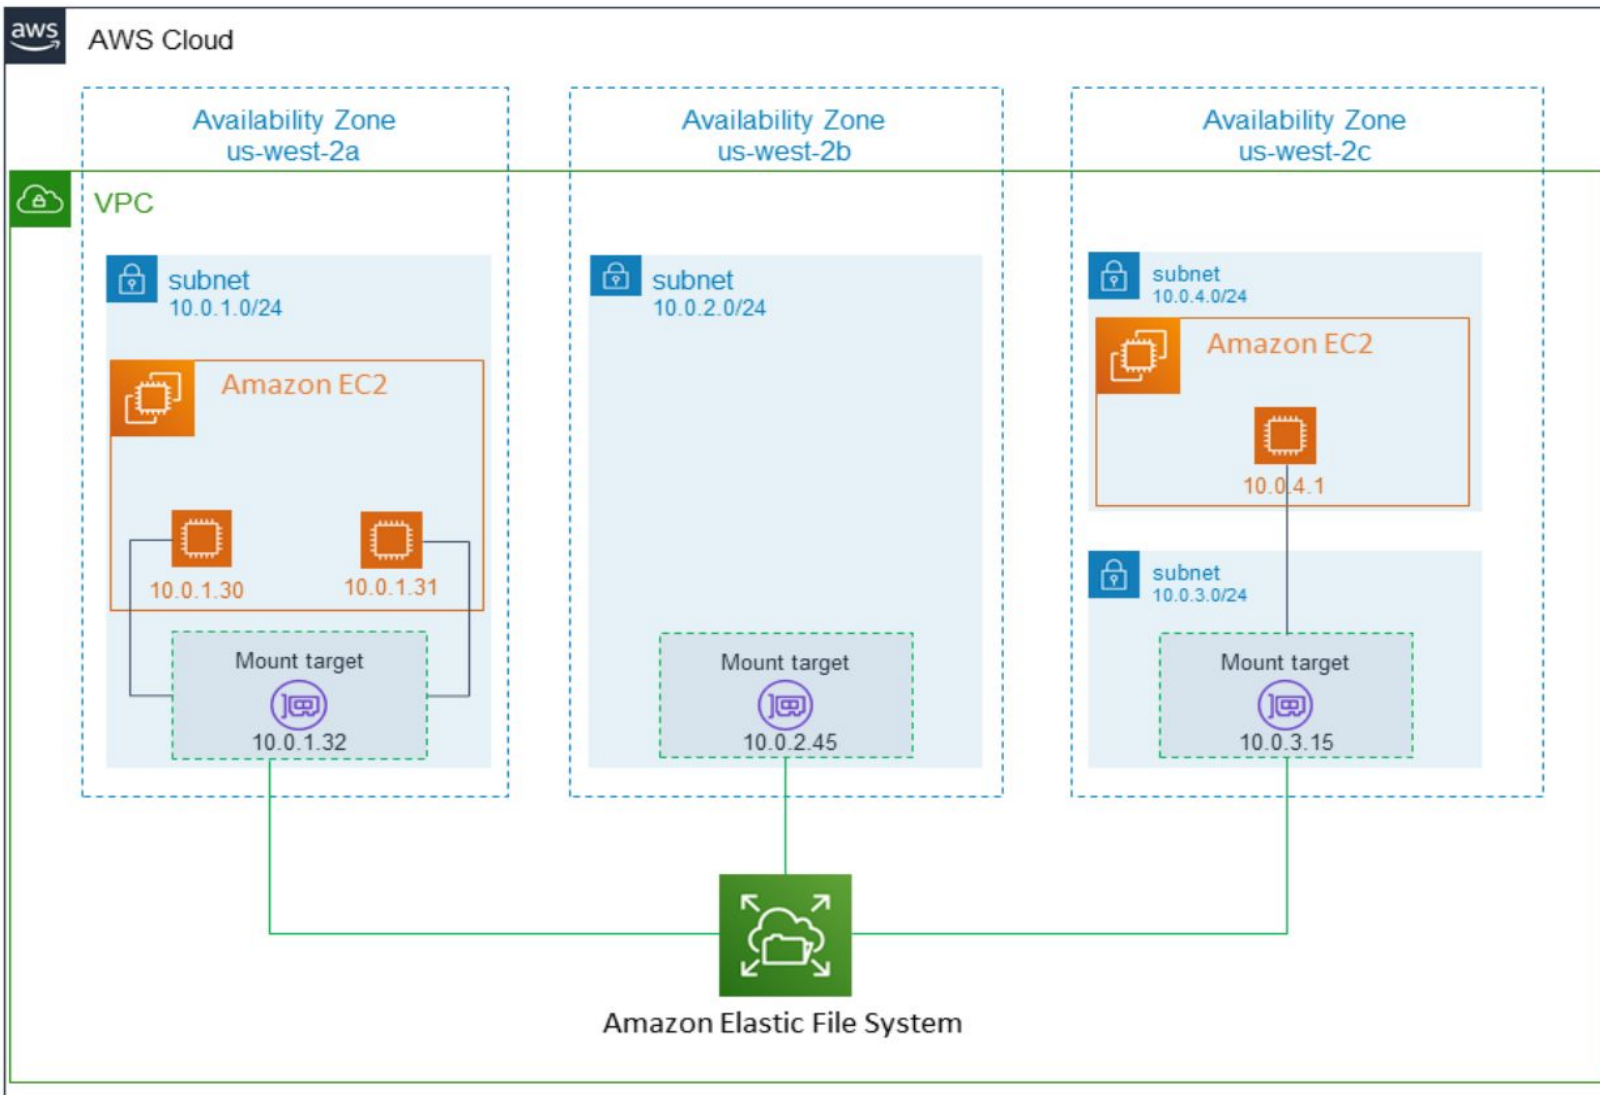 aws
AWS Cloud
Availability Zone
us-west-2a
Availability Zone
us-west-2b
Availability Zone
us-west-2c
VPC
subnet
10.0.1.0/24
Amazon EC2
10.0.1.30
10.0.1.31
Mount target
10.0.1.32
subnet
10.0.2.0/24
Mount target
10.0.2.45
subnet
10.0.4.0/24
Amazon EC2
10.0.4.1
subnet
10.0.3.0/24
Mount target
10.0.3.15
Amazon Elastic File System